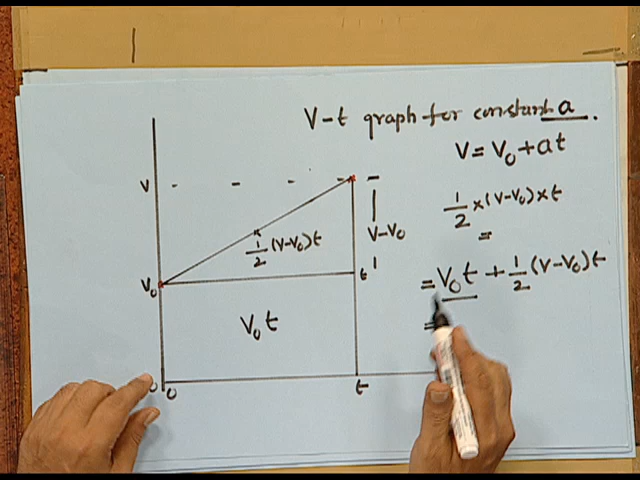 V-t graph for constant a.
V = V₀ + at
V
1/2 × (V-V₀) × t
=
1/2 (V-V₀)t
V-V₀
t'
V₀
= V₀t + 1/2 (V-V₀)t
V₀t
=
0
0
t